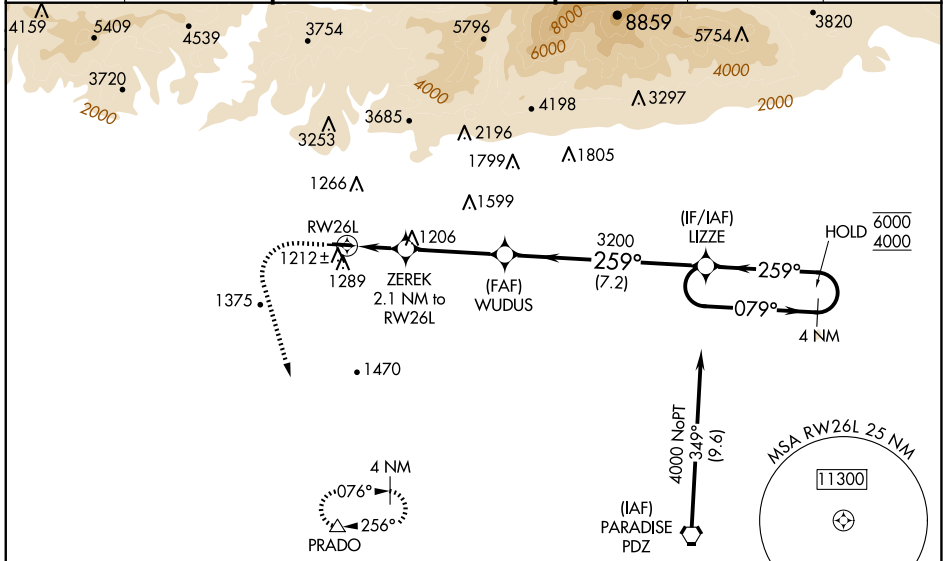 4159
5409
4539
3754
5796
8000
8859
5754
3820
6000
4000
4000
3720
2000
3297
2000
4198
3685
3253
2196
1799
1805
1266
1599
(IF/IAF)
LIZZE
HOLD
6000
4000
RW26L
1206
3200
259°
(7.2)
259°
1212±
1289
ZEREK
2.1 NM to
RW26L
(FAF)
WUDUS
079°
4 NM
1375
1470
4000 NoPT
349°
(9.6)
MSA RW26L 25 NM
11300
4 NM
076°
256°
PRADO
(IAF)
PARADISE
PDZ